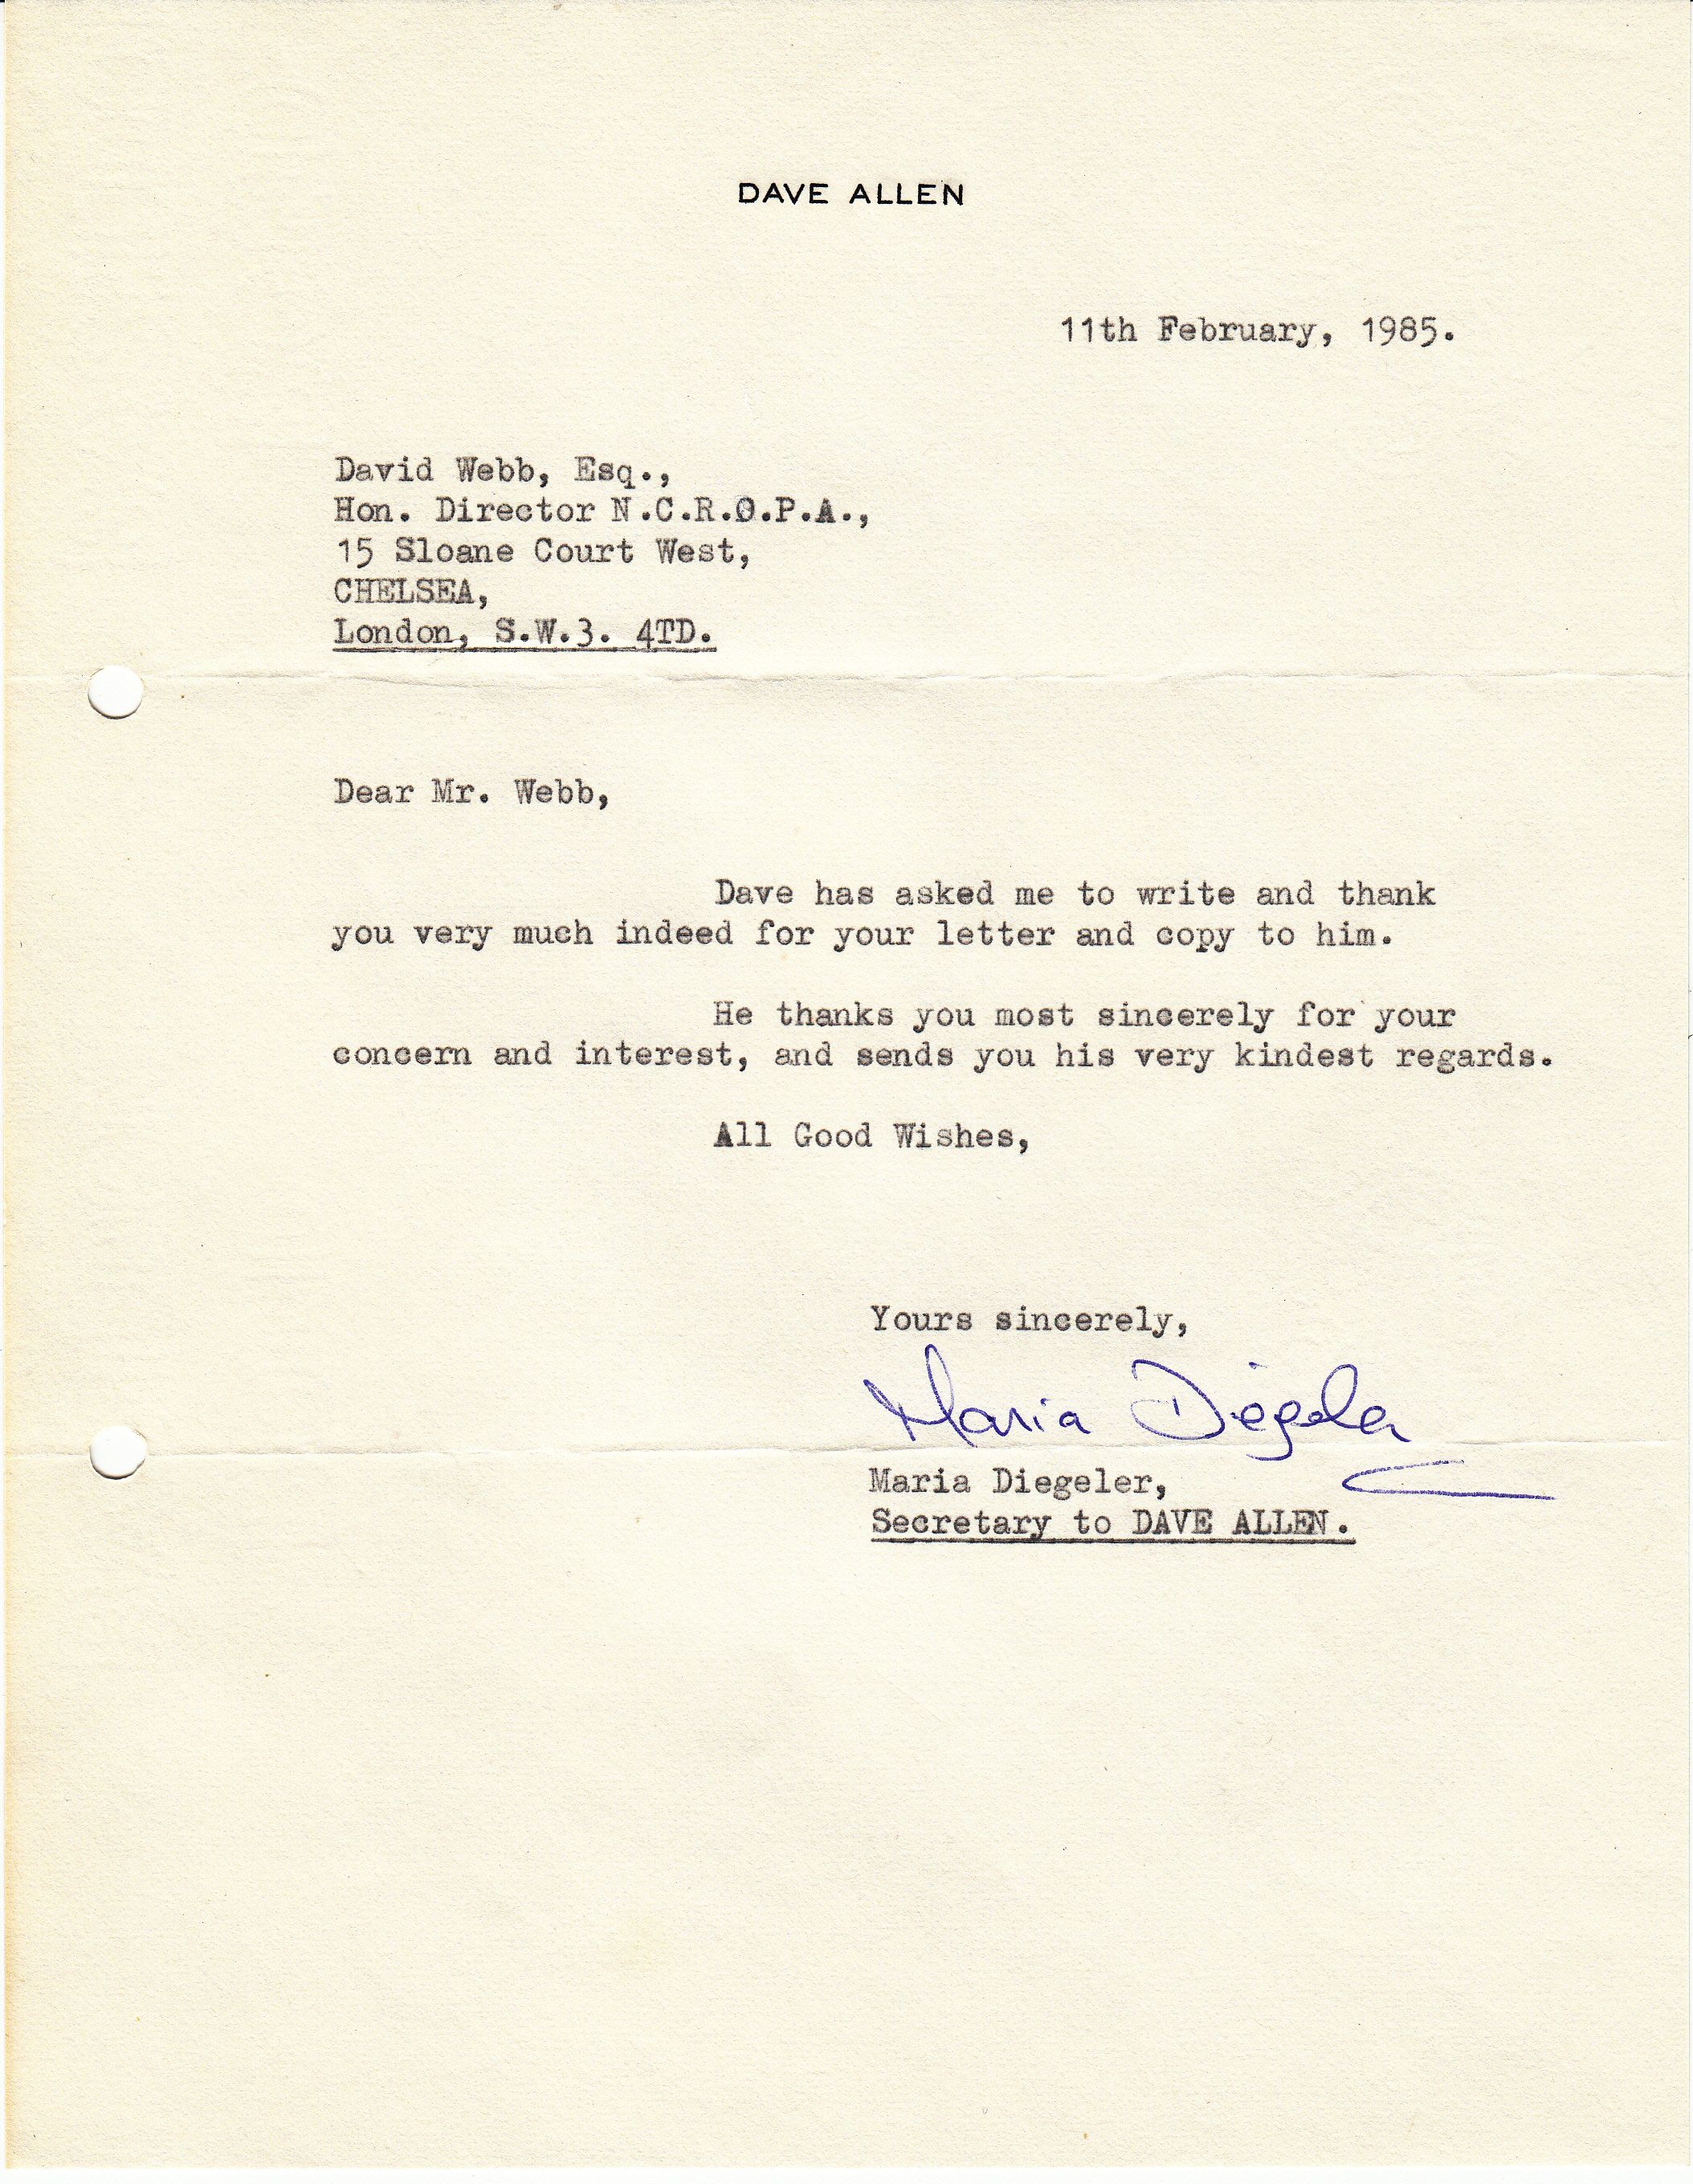 DAVE ALLEN
11th February, 1985.
David Webb, Esq.,
Hon. Director N.C.R.O.P.A.,
15 Sloane Court West,
CHELSEA,
London, S.W.3. 4TD.
Dear Mr. Webb,
Dave has asked me to write and thank
you very much indeed for your letter and copy to him.
He thanks you most sincerely for your
concern and interest, and sends you his very kindest regards.
All Good Wishes,
Yours sincerely,
Maria Diegeler
Maria Diegeler,
Secretary to DAVE ALLEN.